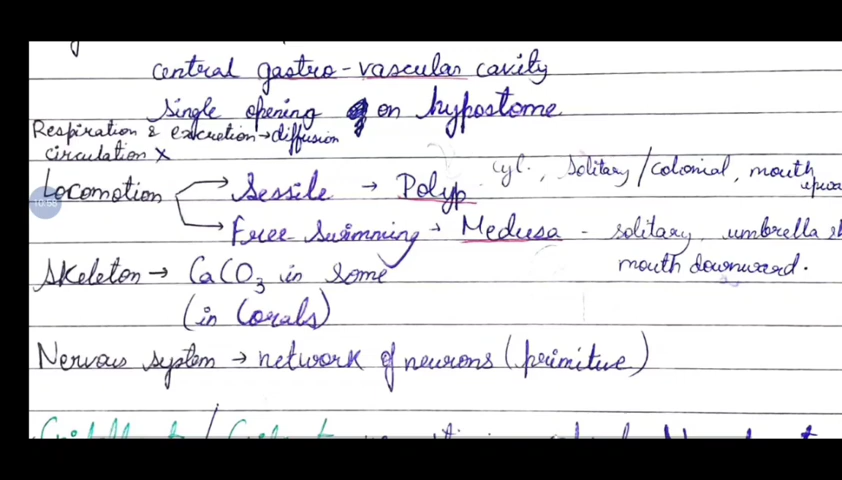 central gastro-vascular cavity
single opening on hypostome
Respiration & excretion → diffusion
circulation x
cyl., solitary/colonial, mouth
Locomotion → Sessile → Polyp
10:58
→ Free-swimming → Medusa - solitary, umbrella
mouth downward.
Skeleton → CaCO3 in some
(in Corals)
Nervous system → network of neurons (primitive)